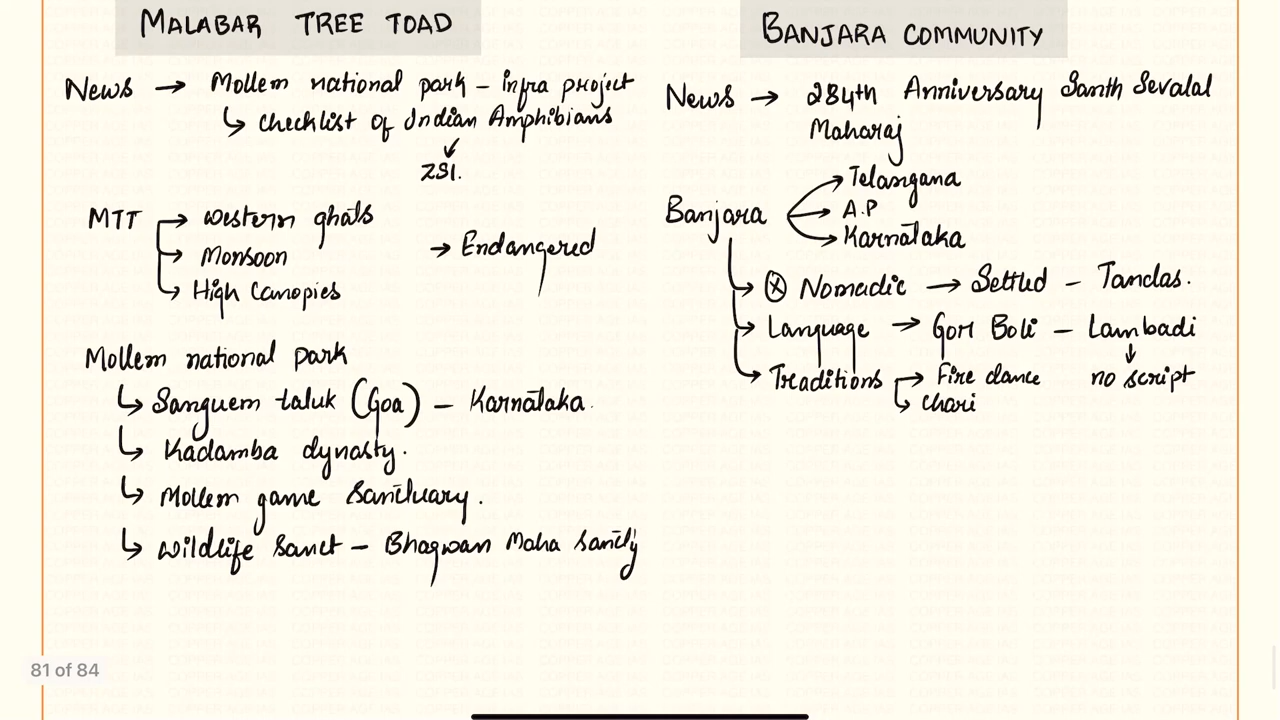 MALABAR TREE TOAD
News → Mollem national park – infra project
↳ checklist of Indian Amphibians
↓
ZSI.
MTT → Western ghats
→ Monsoon
→ High Canopies
→ Endangered
Mollem national park
↳ Sanguem taluk (Goa) – Karnataka.
↳ Kadamba dynasty.
↳ Mollem game Sanctuary.
↳ Wildlife Sanct – Bhagwan Maha Sanctj
BANJARA COMMUNITY
News → 284th Anniversary Santh Sevalal
Maharaj
Banjara → Telangana
→ A.P
→ Karnataka
↳ ⊗ Nomadic → Settled – Tandas.
↳ Language → Gor Boli – Lambadi
↓
no script
↳ Traditions → Fire dance
↳ chari
81 of 84